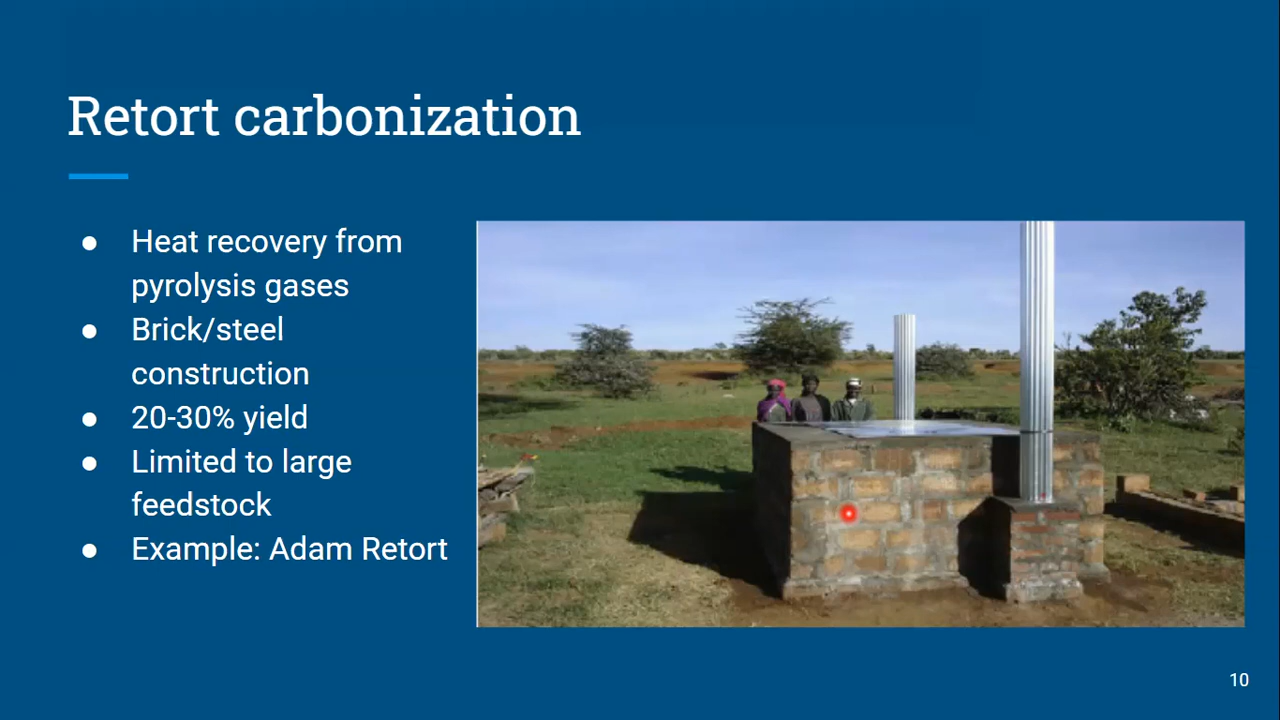 Retort carbonization
● Heat recovery from
pyrolysis gases
● Brick/steel
construction
● 20-30% yield
● Limited to large
feedstock
● Example: Adam Retort
10